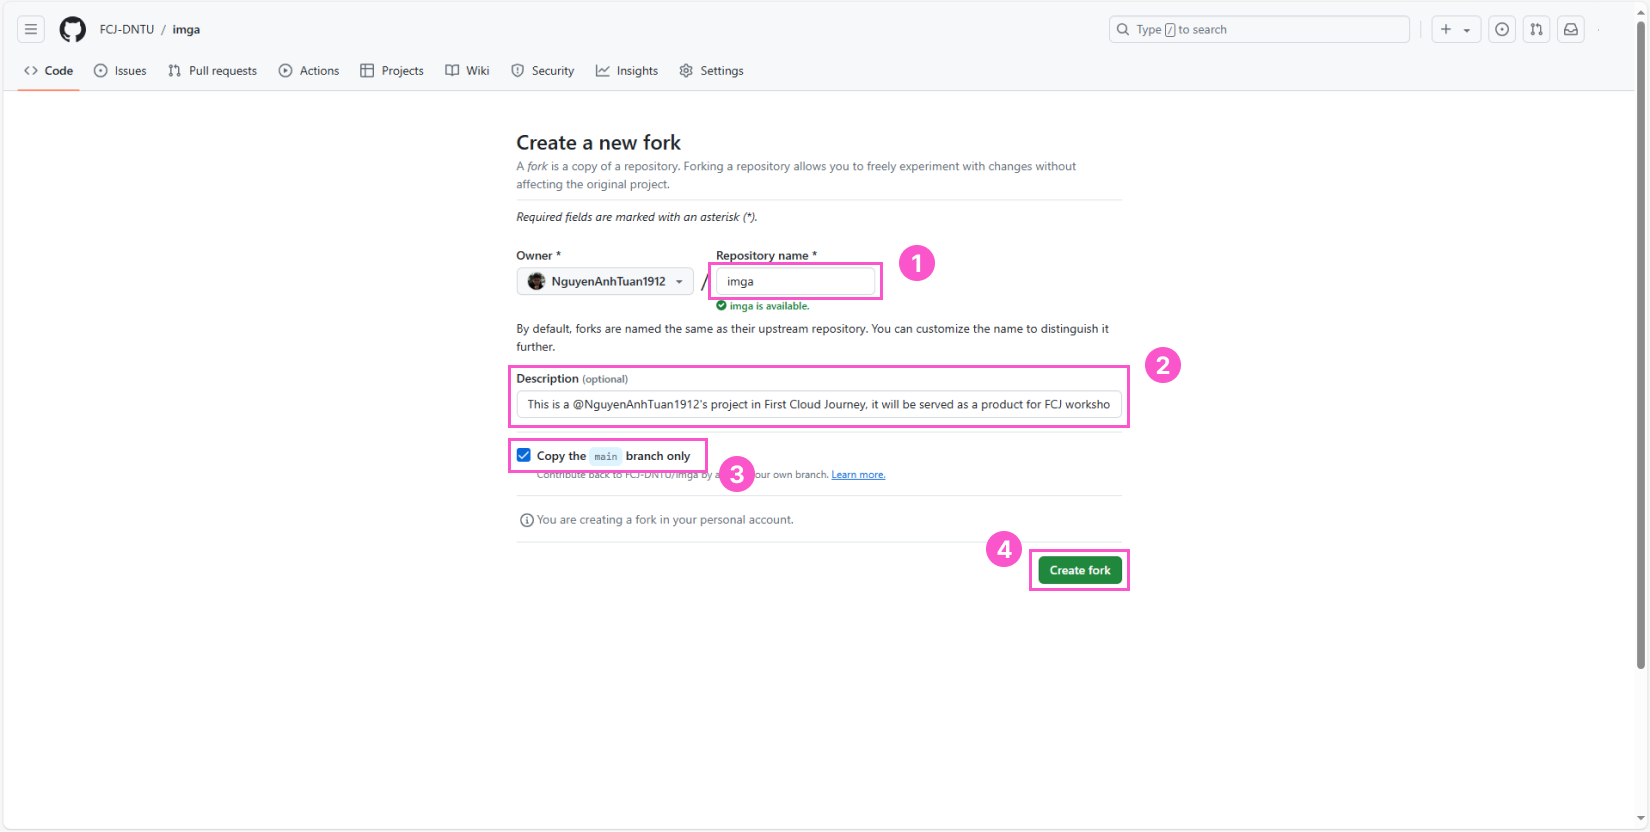 FCJ-DNTU / imga
Type / to search
Code Issues Pull requests Actions Projects Wiki Security Insights Settings
Create a new fork
A fork is a copy of a repository. Forking a repository allows you to freely experiment with changes without
affecting the original project.
Required fields are marked with an asterisk (*).
Owner *
Repository name *
1
NguyenAnhTuan1912 / imga
imga is available.
By default, forks are named the same as their upstream repository. You can customize the name to distinguish it
further.
2
Description (optional)
This is a @NguyenAnhTuan1912's project in First Cloud Journey, it will be served as a product for FCJ worksho
Copy the main branch only
3
Contribute back to FCJ-DNTU/imga by a our own branch. Learn more.
You are creating a fork in your personal account.
4
Create fork